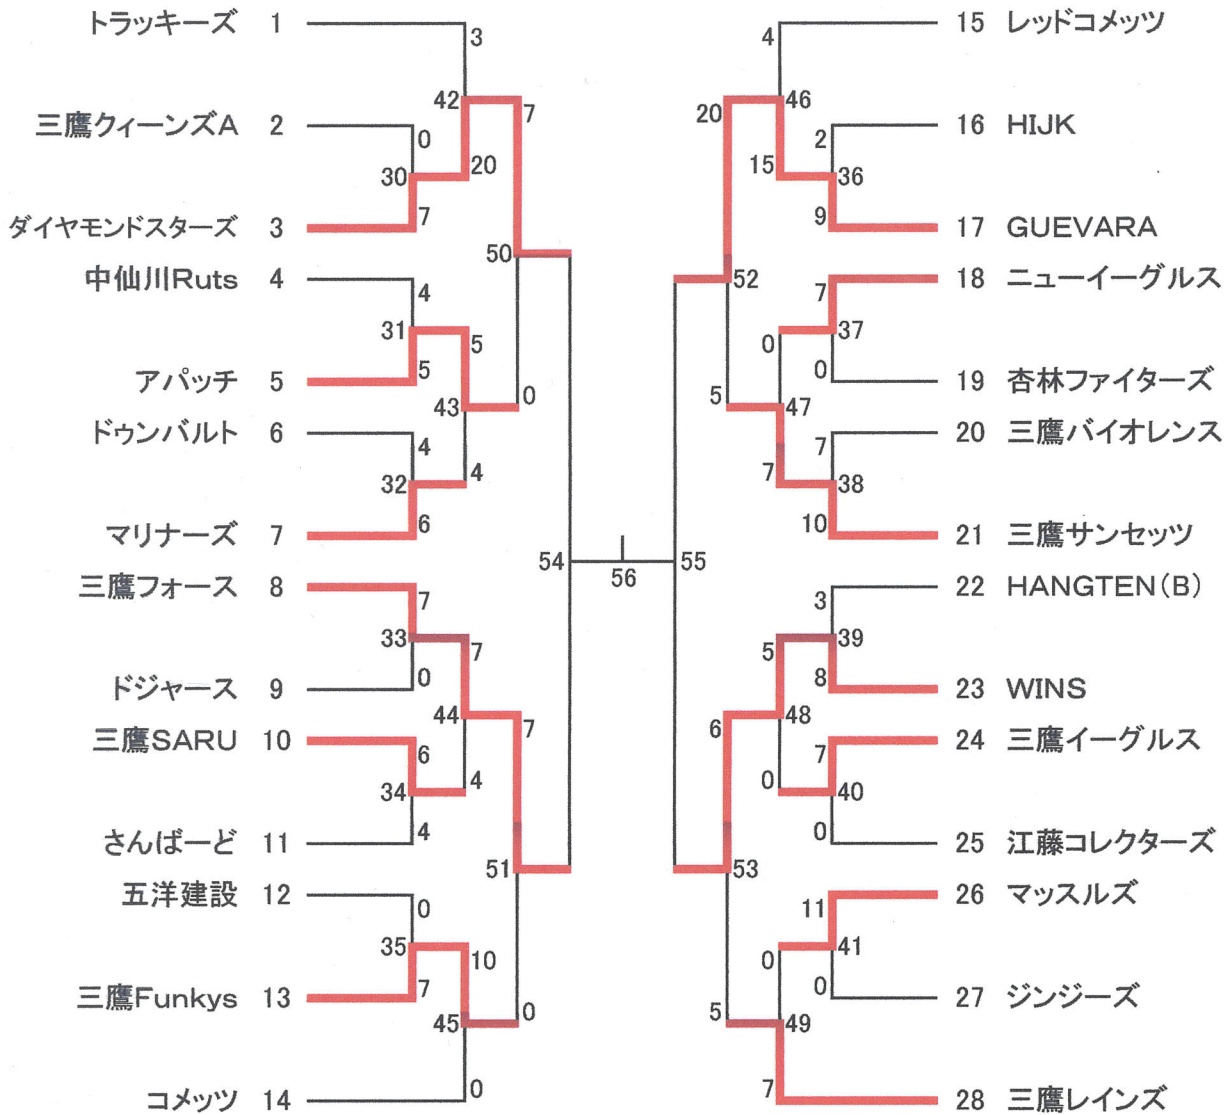 トラッキーズ 1
3
42
7
三鷹クィーンズA 2
0
30
20
ダイヤモンドスターズ 3
7
50
中仙川Ruts 4
4
31
5
アパッチ 5
5
43
0
ドゥンバルト 6
4
32
4
マリナーズ 7
6
54
三鷹フォース 8
7
33
7
ドジャース 9
0
44
7
三鷹SARU 10
6
34
4
さんばーど 11
4
51
五洋建設 12
0
35
10
三鷹Funkys 13
7
45
0
コメッツ 14
0
56
15 レッドコメッツ
4
20
46
16 HIJK
2
15
36
17 GUEVARA
9
52
18 ニューイーグルス
7
0
37
19 杏林ファイターズ
0
5
47
20 三鷹バイオレンス
7
7
38
21 三鷹サンセッツ
10
55
22 HANGTEN(B)
3
5
39
23 WINS
8
6
48
24 三鷹イーグルス
7
0
40
25 江藤コレクターズ
0
53
26 マッスルズ
11
0
41
27 ジンジーズ
0
5
49
28 三鷹レインズ
7